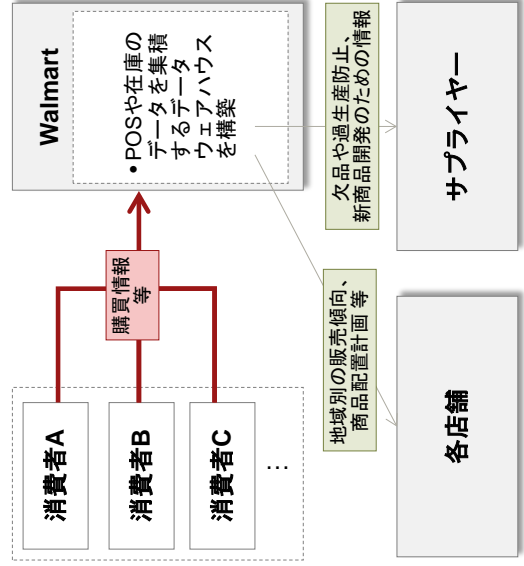 消費者A
消費者B
消費者C
…
購買情報
等
Walmart
•POSや在庫の
データを集積
するデータ
ウェアハウス
を構築
地域別の販売傾向、
商品配置計画 等
欠品や過生産防止、
新商品開発のための情報
各店舗
サプライヤー